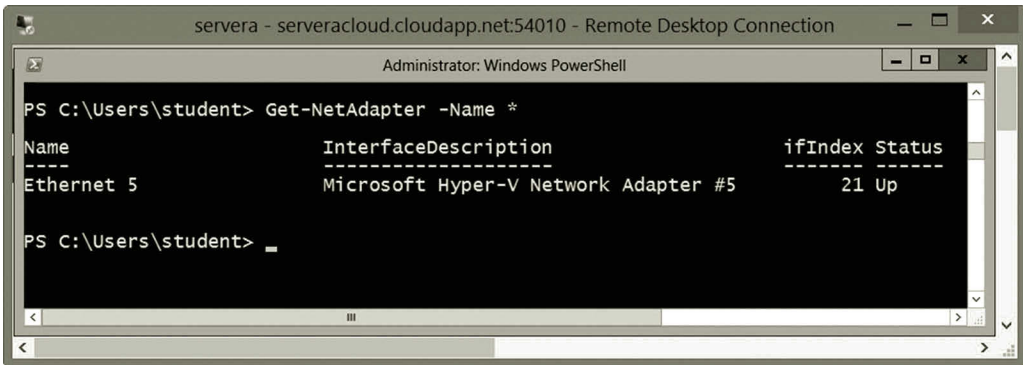 servera - serveracloud.cloudapp.net:54010 - Remote Desktop Connection
Administrator: Windows PowerShell
PS C:\Users\student> Get-NetAdapter -Name *
Name InterfaceDescription ifIndex Status
---- -------------------- ------- ------
Ethernet 5 Microsoft Hyper-V Network Adapter #5 21 Up
PS C:\Users\student> _